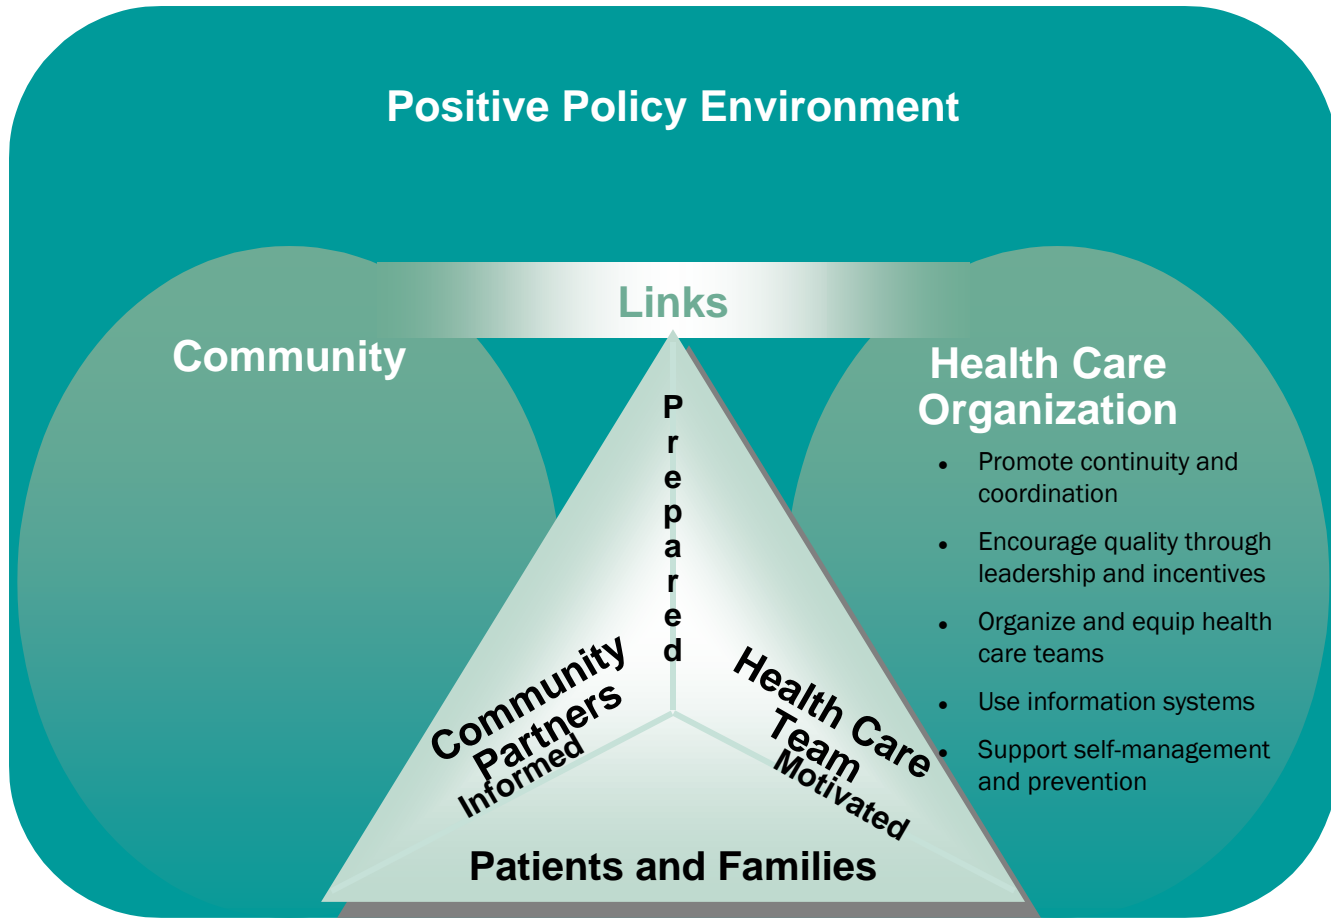 Positive Policy Environment
Links
Community
Health Care
Organization
• Promote continuity and
coordination
• Encourage quality through
leadership and incentives
• Organize and equip health
care teams
• Use information systems
• Support self-management
and prevention
Prepared
Community
Partners
Informed
Health Care
Team
Motivated
Patients and Families